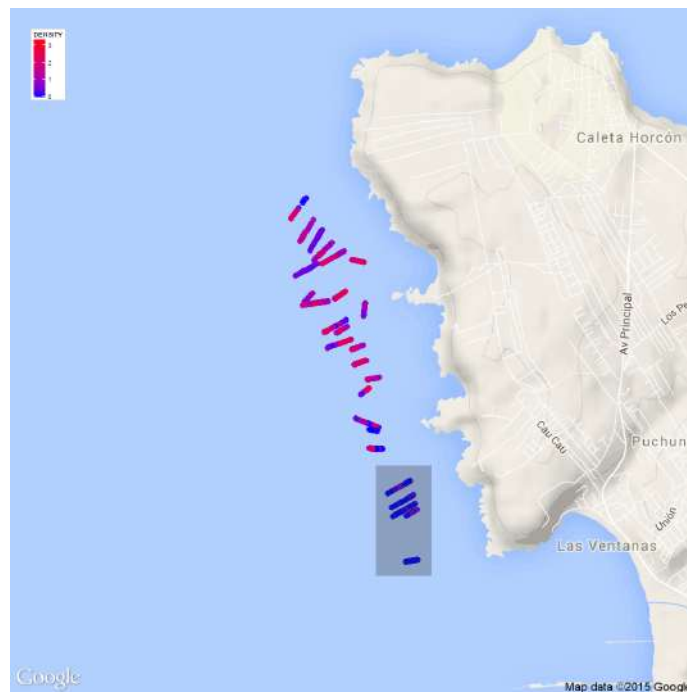 DENSITY
3
2
1
0
Caleta Horcón
Los Pe
Av Principal
Cau Cau
Puchun
Unión
Las Ventanas
Google
Map data ©2015 Google